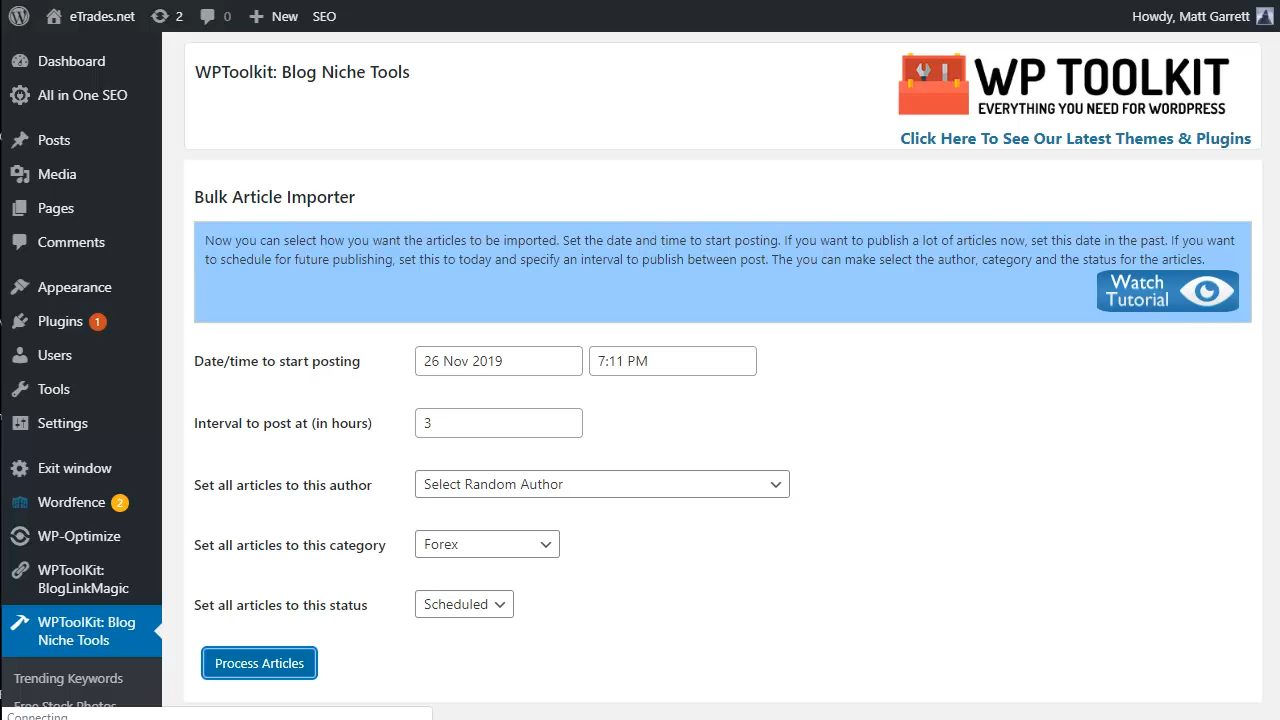 eTrades.net 2 0 New SEO Howdy, Matt Garrett
Dashboard
All in One SEO
Posts
Media
Pages
Comments
Appearance
Plugins 1
Users
Tools
Settings
Exit window
Wordfence 2
WP-Optimize
WPToolKit:
BlogLinkMagic
WPToolKit: Blog
Niche Tools
Trending Keywords
Free Stock Photos
Connecting
WPToolkit: Blog Niche Tools
WP TOOLKIT
EVERYTHING YOU NEED FOR WORDPRESS
Click Here To See Our Latest Themes & Plugins
Bulk Article Importer
Now you can select how you want the articles to be imported. Set the date and time to start posting. If you want to publish a lot of articles now, set this date in the past. If you want
to schedule for future publishing, set this to today and specify an interval to publish between post. The you can make select the author, category and the status for the articles.
Watch
Tutorial
Date/time to start posting 26 Nov 2019 7:11 PM
Interval to post at (in hours) 3
Set all articles to this author Select Random Author
Set all articles to this category Forex
Set all articles to this status Scheduled
Process Articles